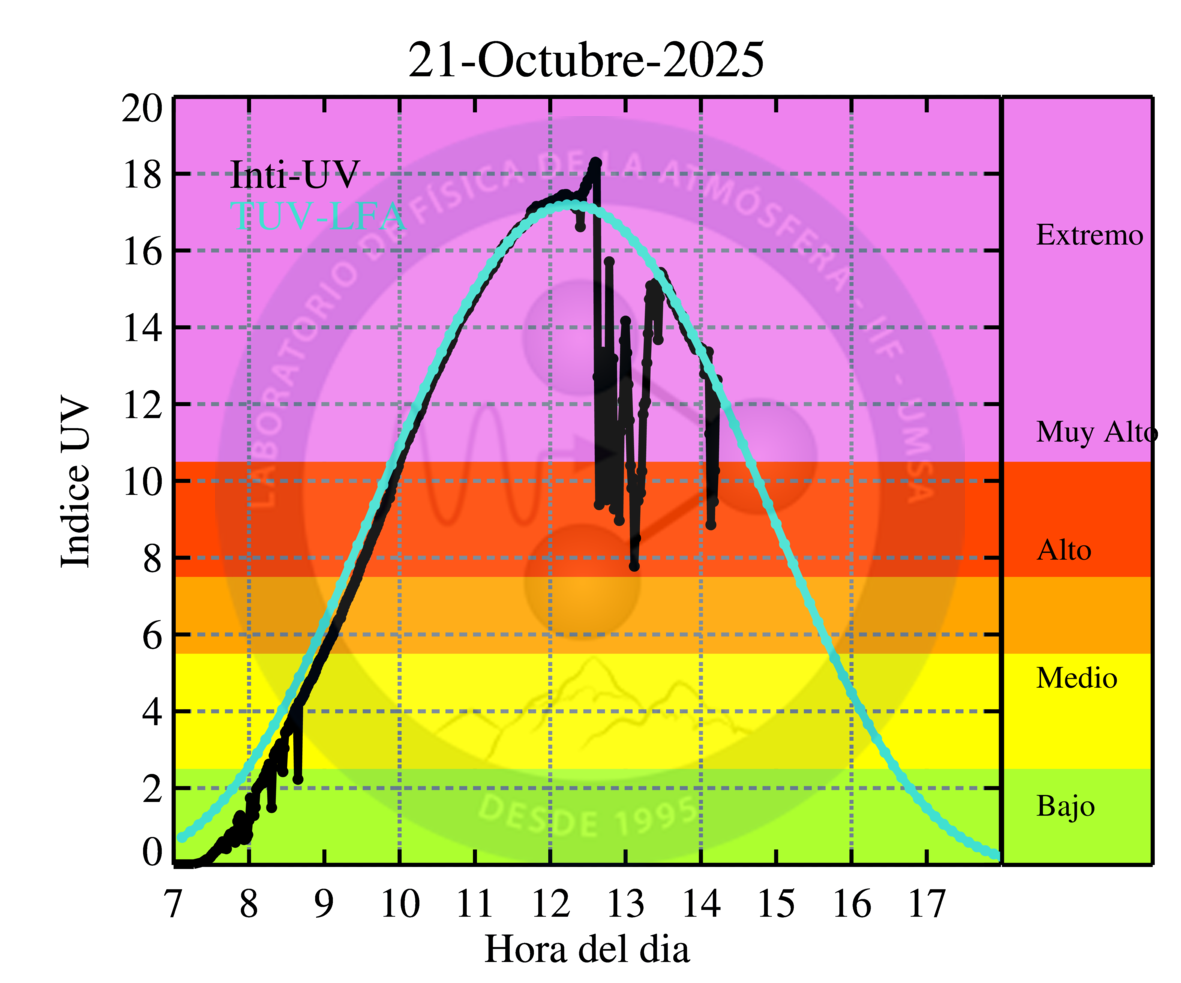 21-Octubre-2025
20
18
16
14
12
10
8
6
4
2
0
Indice UV
Inti-UV
TUV-LFA
LABORATORIO DE FÍSICA DE LA ATMÓSFERA - IIF - UMSA
DESDE 1995
Extremo
Muy Alto
Alto
Medio
Bajo
7 8 9 10 11 12 13 14 15 16 17
Hora del dia